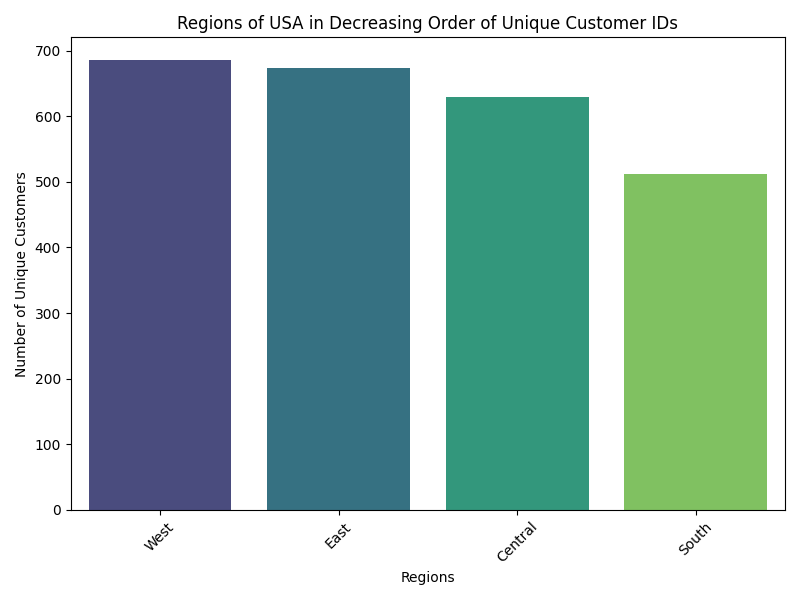 Regions of USA in Decreasing Order of Unique Customer IDs
Number of Unique Customers
700
600
500
400
300
200
100
0
West
East
Central
South
Regions